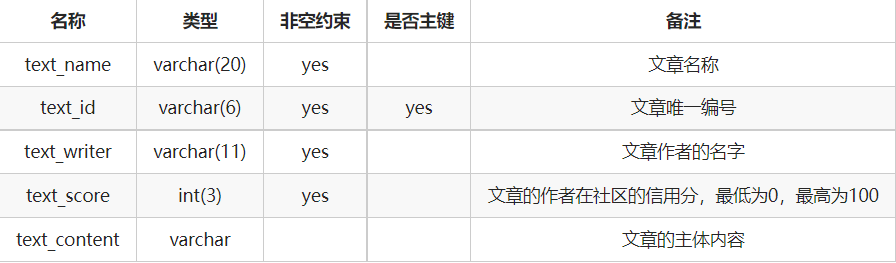 名称 类型 非空约束 是否主键 备注
text_name varchar(20) yes 文章名称
text_id varchar(6) yes yes 文章唯一编号
text_writer varchar(11) yes 文章作者的名字
text_score int(3) yes 文章的作者在社区的信用分，最低为0，最高为100
text_content varchar 文章的主体内容